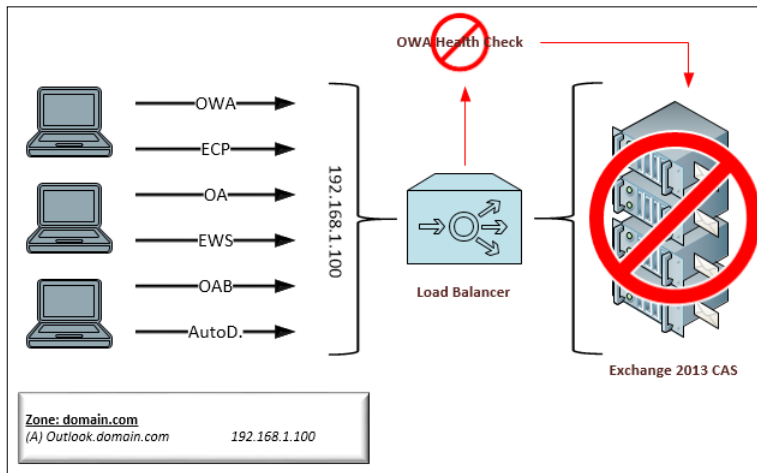 OWA Health Check
OWA
ECP
OA
EWS
OAB
AutoD.
192.168.1.100
Load Balancer
Exchange 2013 CAS
Zone: domain.com
(A) Outlook.domain.com 192.168.1.100